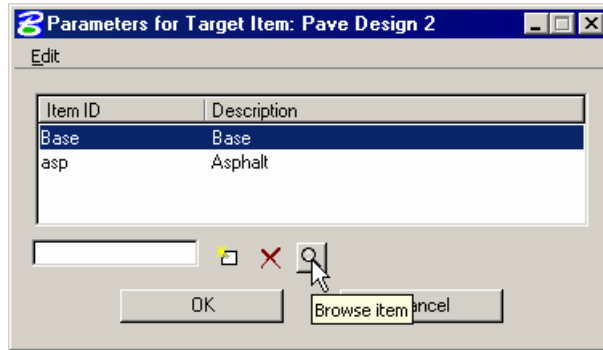 Parameters for Target Item: Pave Design 2
Edit
Item ID Description
Base Base
asp Asphalt
OK Browse item ancel